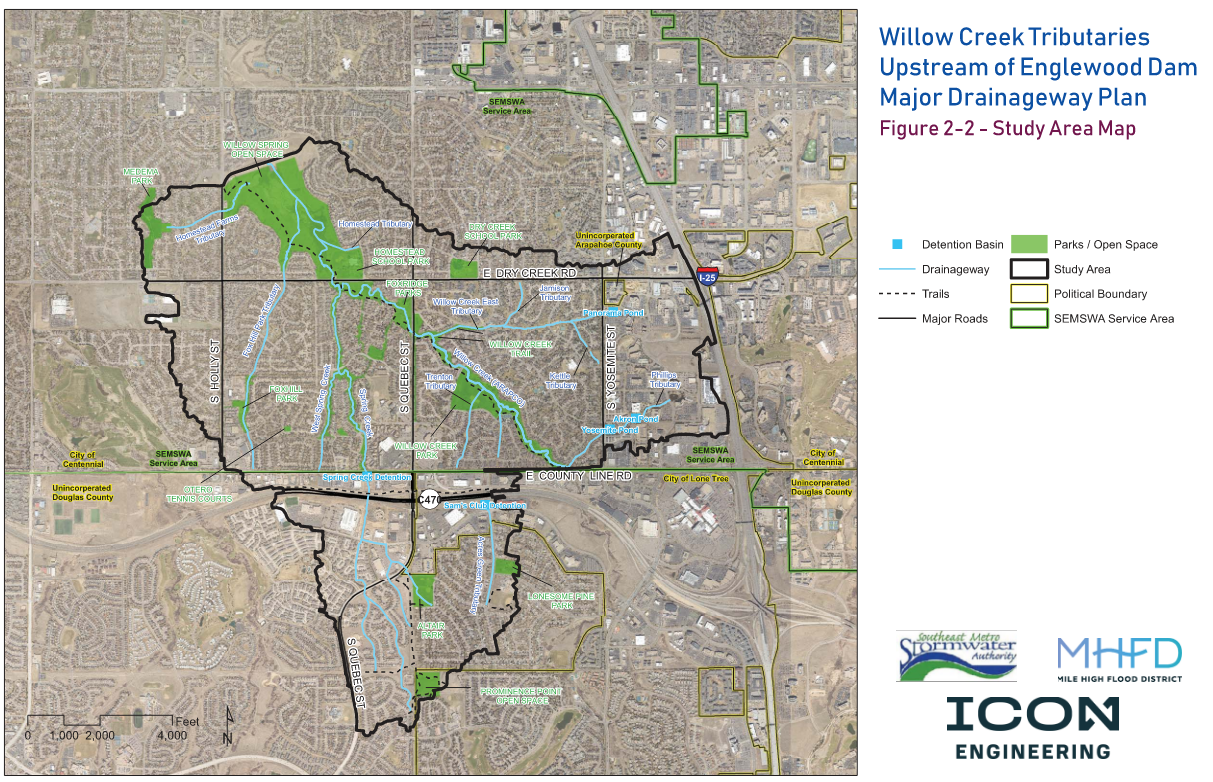 Willow Creek Tributaries
Upstream of Englewood Dam
Major Drainageway Plan
Figure 2-2 - Study Area Map
Detention Basin
Parks / Open Space
Drainageway
Study Area
Trails
Political Boundary
Major Roads
SEMSWA Service Area
SEMSWA
Service Area
WILLOW SPRING
OPEN SPACE
MEDEMA
PARK
Homestead Farms
Tributary
Homestead Tributary
DRY CREEK
SCHOOL PARK
Unincorporated
Arapahoe County
HOMESTEAD
SCHOOL PARK
E DRY CREEK RD
I-25
FOXRIDGE
PATHS
Jamison
Tributary
Willow Creek East
Tributary
Panorama Pond
Foxhill Park Tributary
S HOLLY ST
S QUEBEC ST
S YOSEMITE ST
WILLOW CREEK
TRAIL
Willow Creek (ARAPCO)
Trenton
Tributary
Kettle
Tributary
Phillips
Tributary
FOXHILL
PARK
West Spring Creek
Spring Creek
Akron Pond
Yosemite Pond
WILLOW CREEK
PARK
City of
Centennial
SEMSWA
Service Area
SEMSWA
Service Area
City of
Centennial
E COUNTY LINE RD
City of Lone Tree
Spring Creek Detention
Unincorporated
Douglas County
Unincorporated
Douglas County
OTERO
TENNIS COURTS
C470
Sam's Club Detention
Acres Green Tributary
LONESOME PINE
PARK
ALTAIR
PARK
S QUEBEC ST
PROMINENCE POINT
OPEN SPACE
Feet
0 1,000 2,000 4,000
N
Southeast Metro
Stormwater
Authority
MHFD
MILE HIGH FLOOD DISTRICT
ICON
ENGINEERING